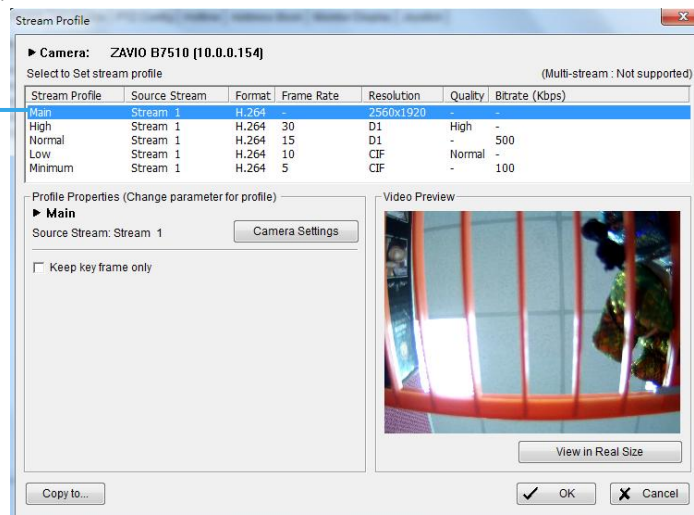 Stream Profile
Camera: ZAVIO B7510 (10.0.0.154)
Select to Set stream profile (Multi-stream : Not supported)
Stream Profile Source Stream Format Frame Rate Resolution Quality Bitrate (Kbps)
Main Stream 1 H.264 - 2560x1920 - -
High Stream 1 H.264 30 D1 High -
Normal Stream 1 H.264 15 D1 - 500
Low Stream 1 H.264 10 CIF Normal -
Minimum Stream 1 H.264 5 CIF - 100
Profile Properties (Change parameter for profile)
Main
Source Stream: Stream 1 Camera Settings
Keep key frame only
Video Preview
View in Real Size
Copy to... OK Cancel